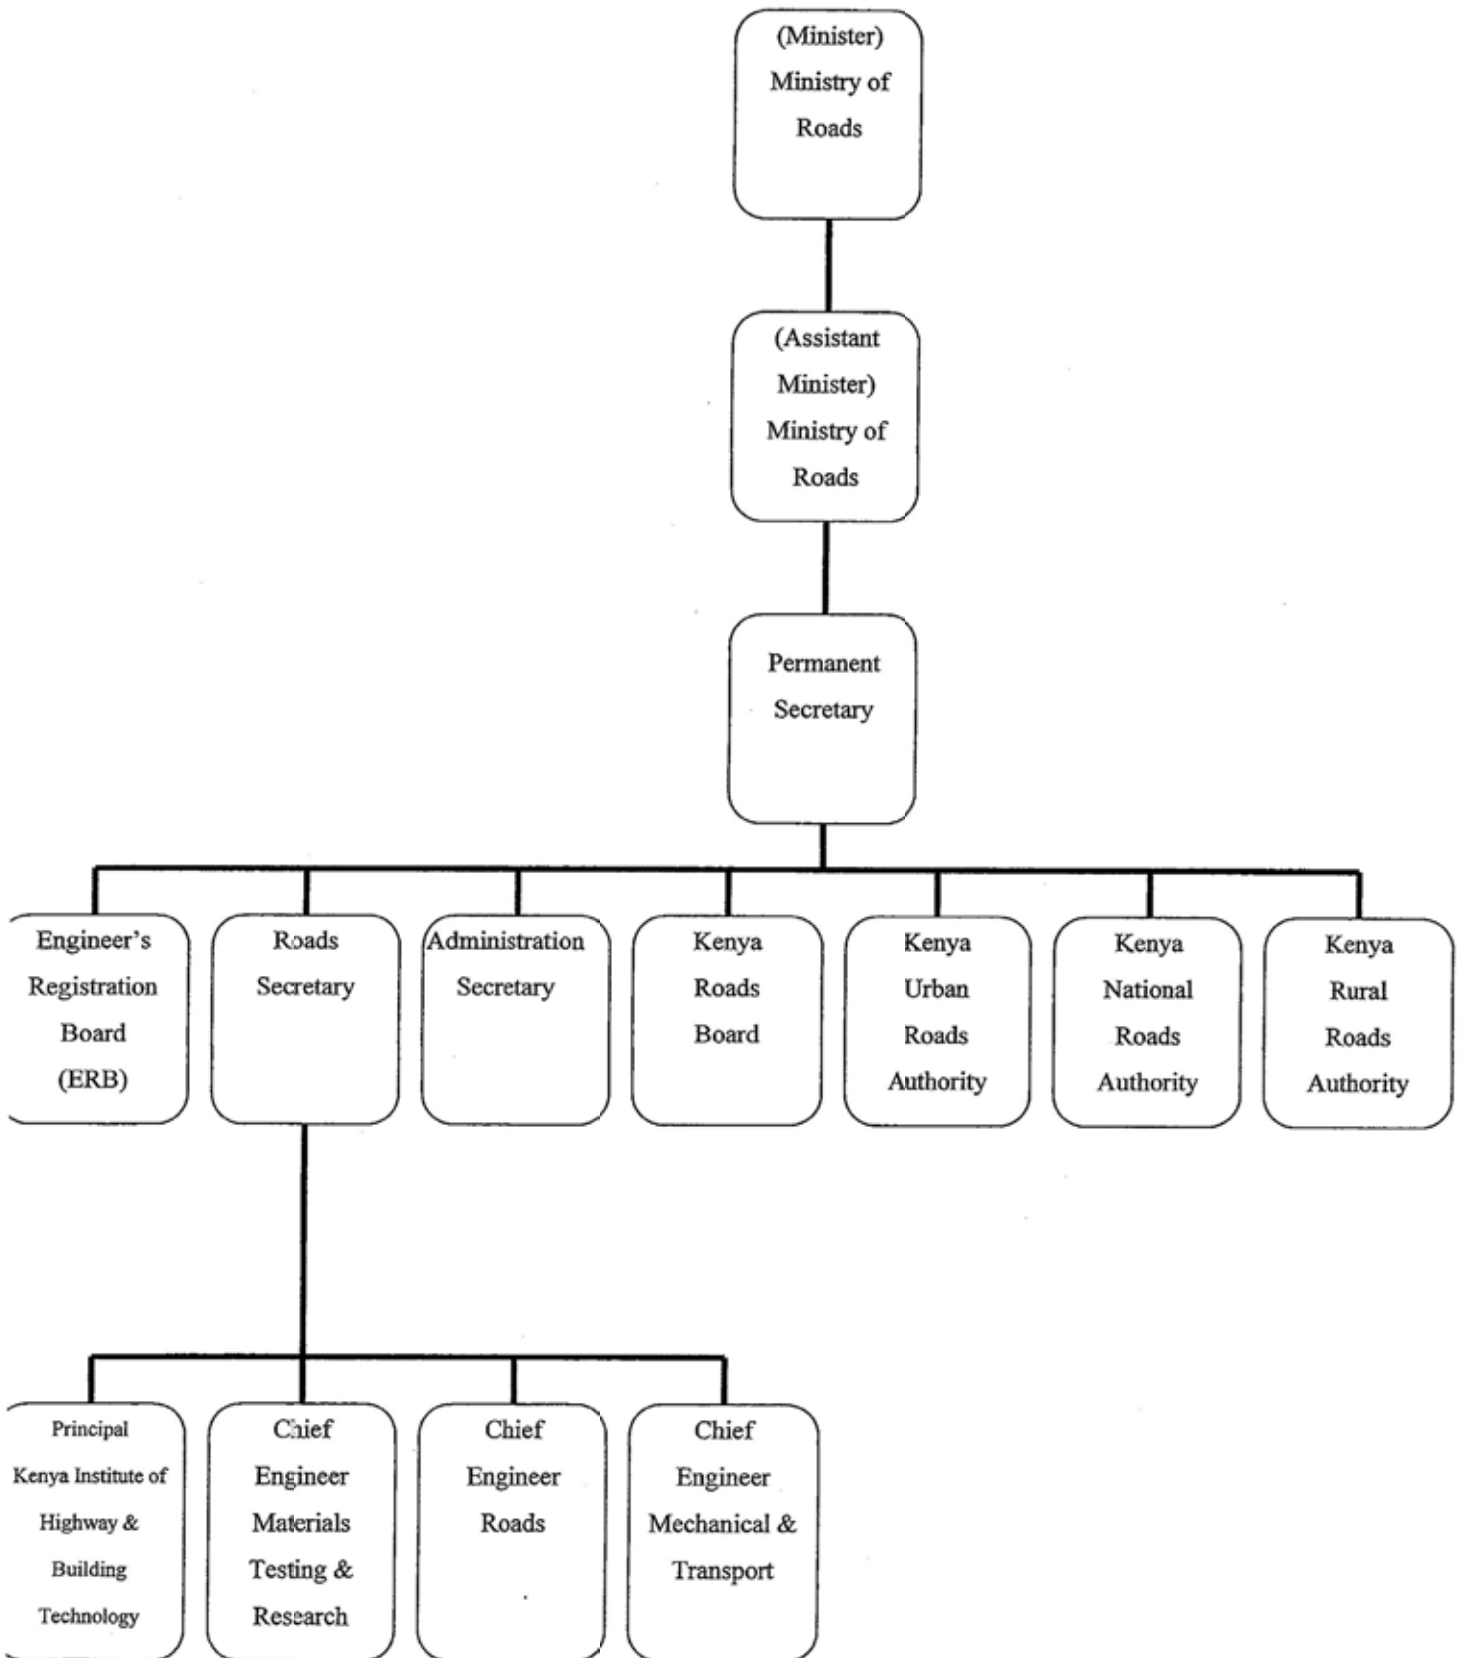 (Minister)
Ministry of
Roads
(Assistant
Minister)
Ministry of
Roads
Permanent
Secretary
Engineer's
Registration
Board
(ERB)
Roads
Secretary
Administration
Secretary
Kenya
Roads
Board
Kenya
Urban
Roads
Authority
Kenya
National
Roads
Authority
Kenya
Rural
Roads
Authority
Principal
Kenya Institute of
Highway &
Building
Technology
Chief
Engineer
Materials
Testing &
Research
Chief
Engineer
Roads
Chief
Engineer
Mechanical &
Transport